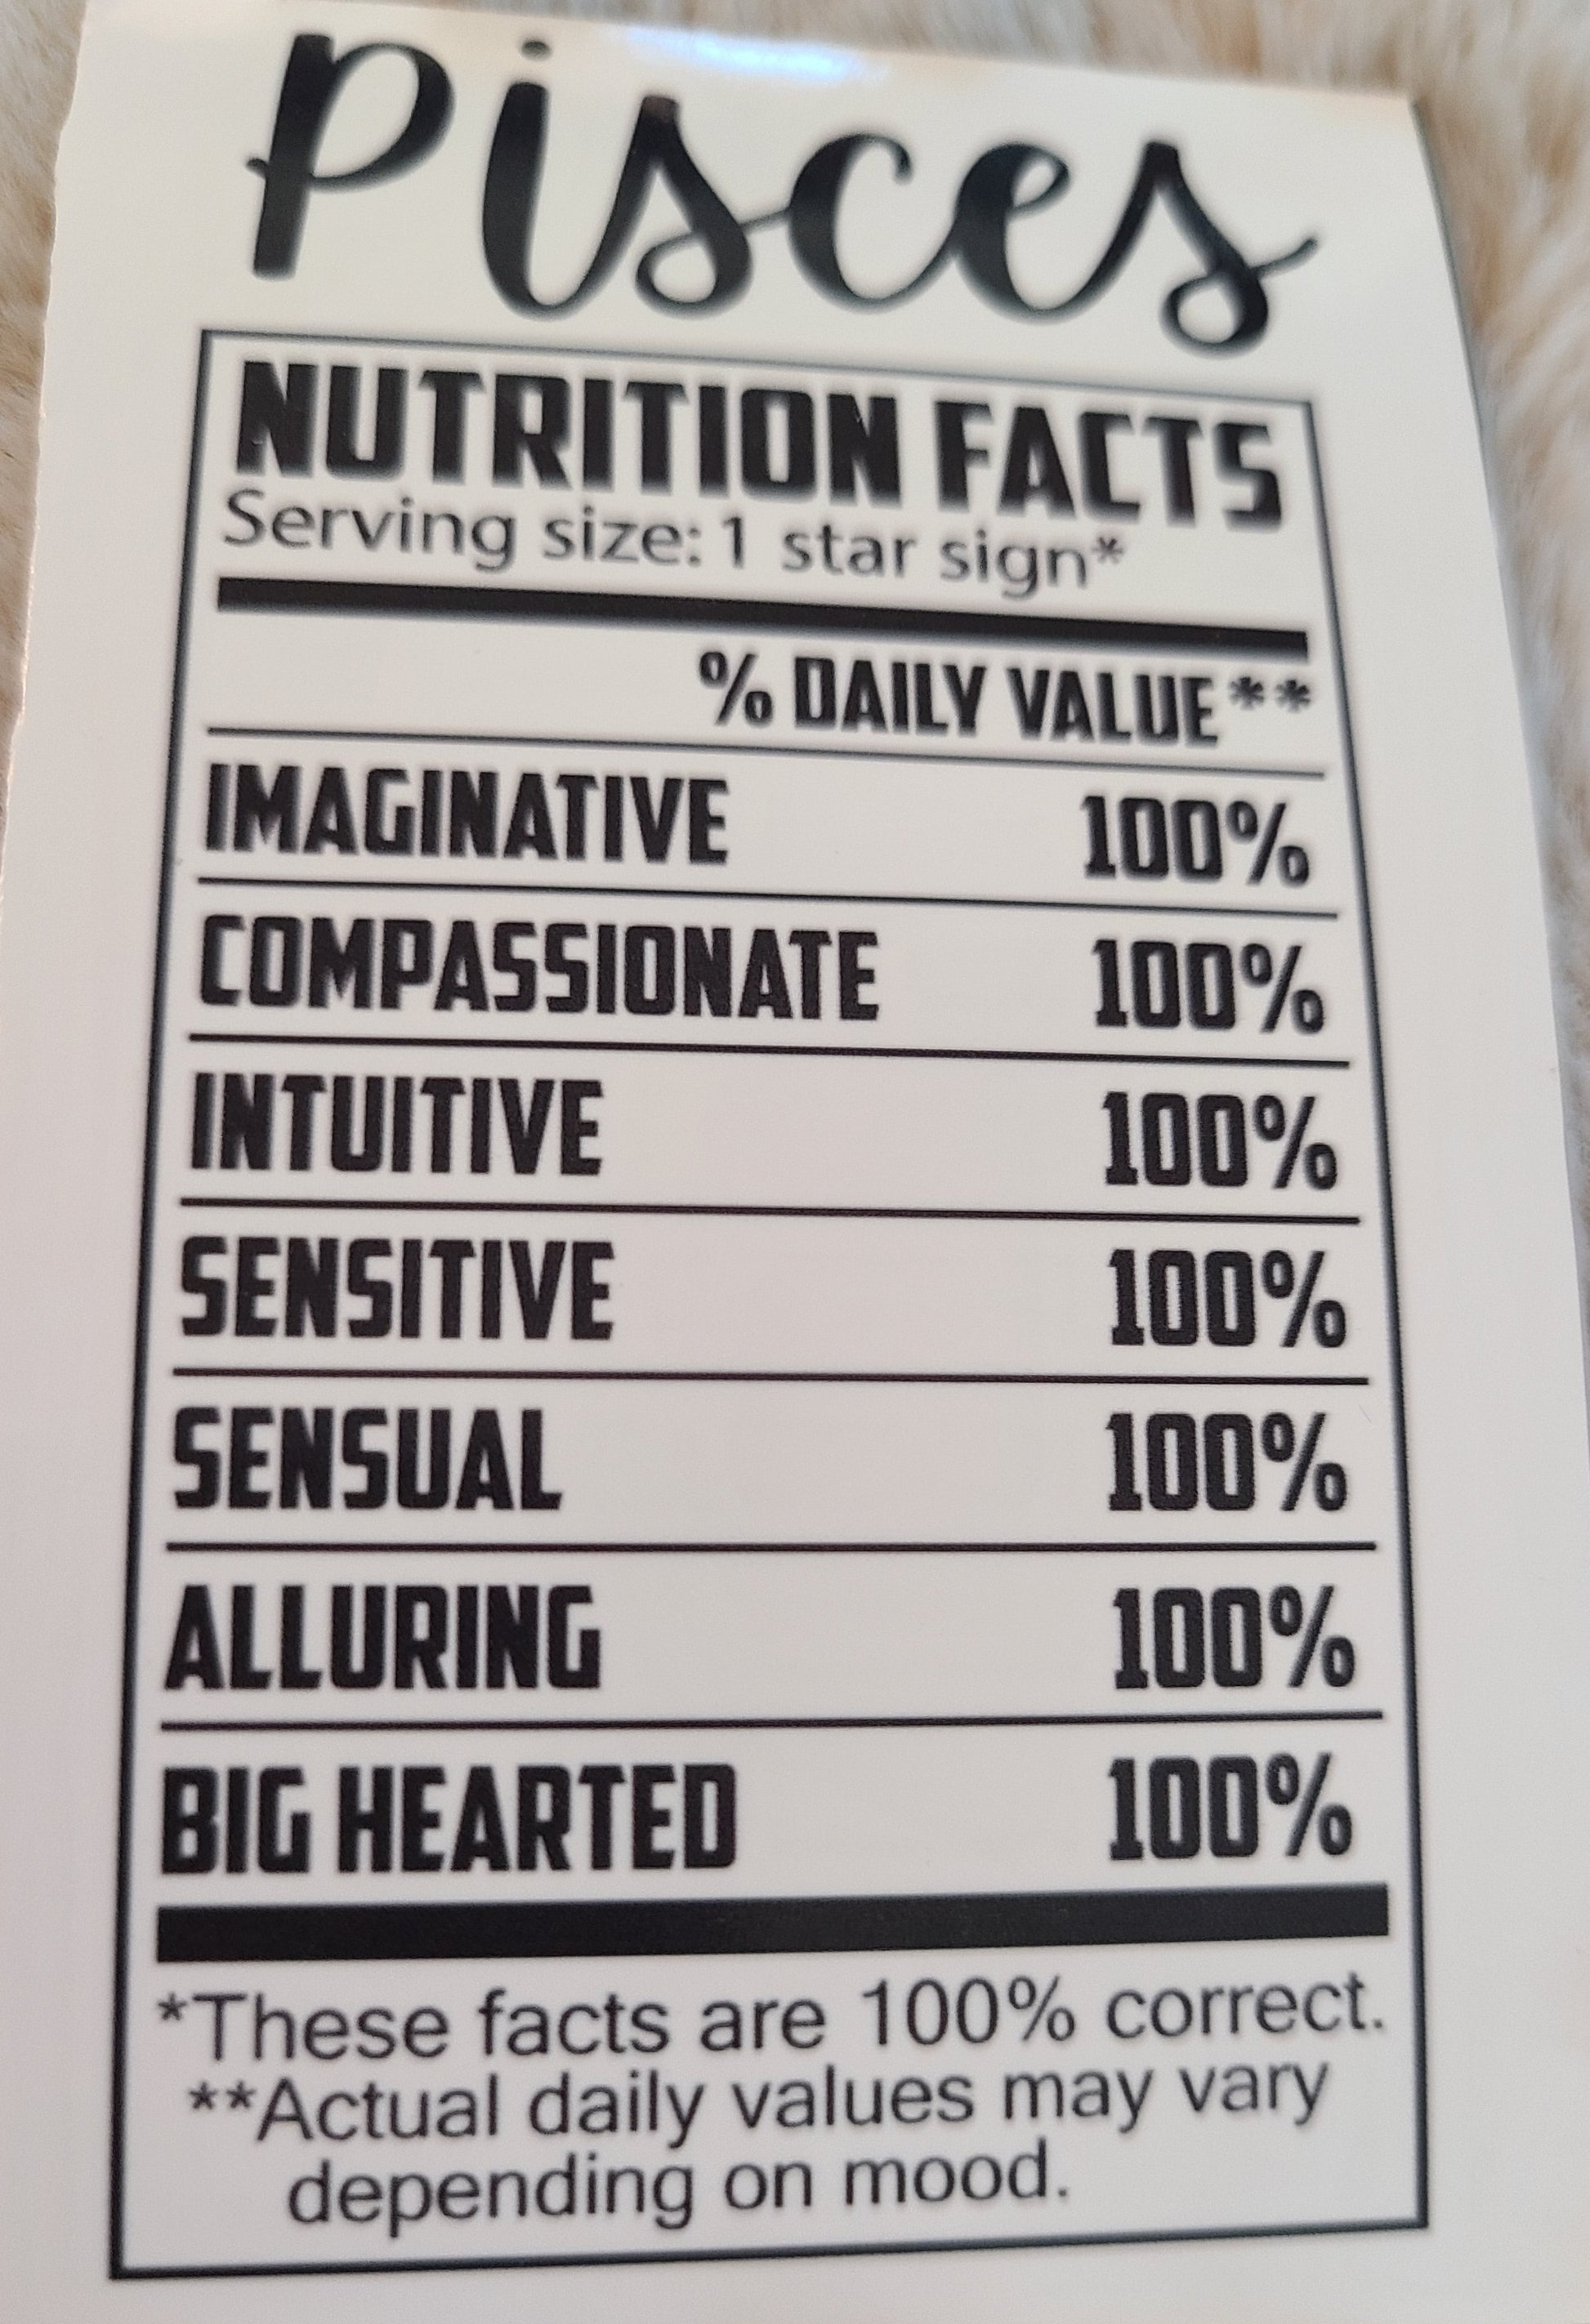 Pisces
NUTRITION FACTS
Serving size: 1 star sign*
% DAILY VALUE**
IMAGINATIVE 100%
COMPASSIONATE 100%
INTUITIVE 100%
SENSITIVE 100%
SENSUAL 100%
ALLURING 100%
BIG HEARTED 100%
*These facts are 100% correct.
**Actual daily values may vary
depending on mood.